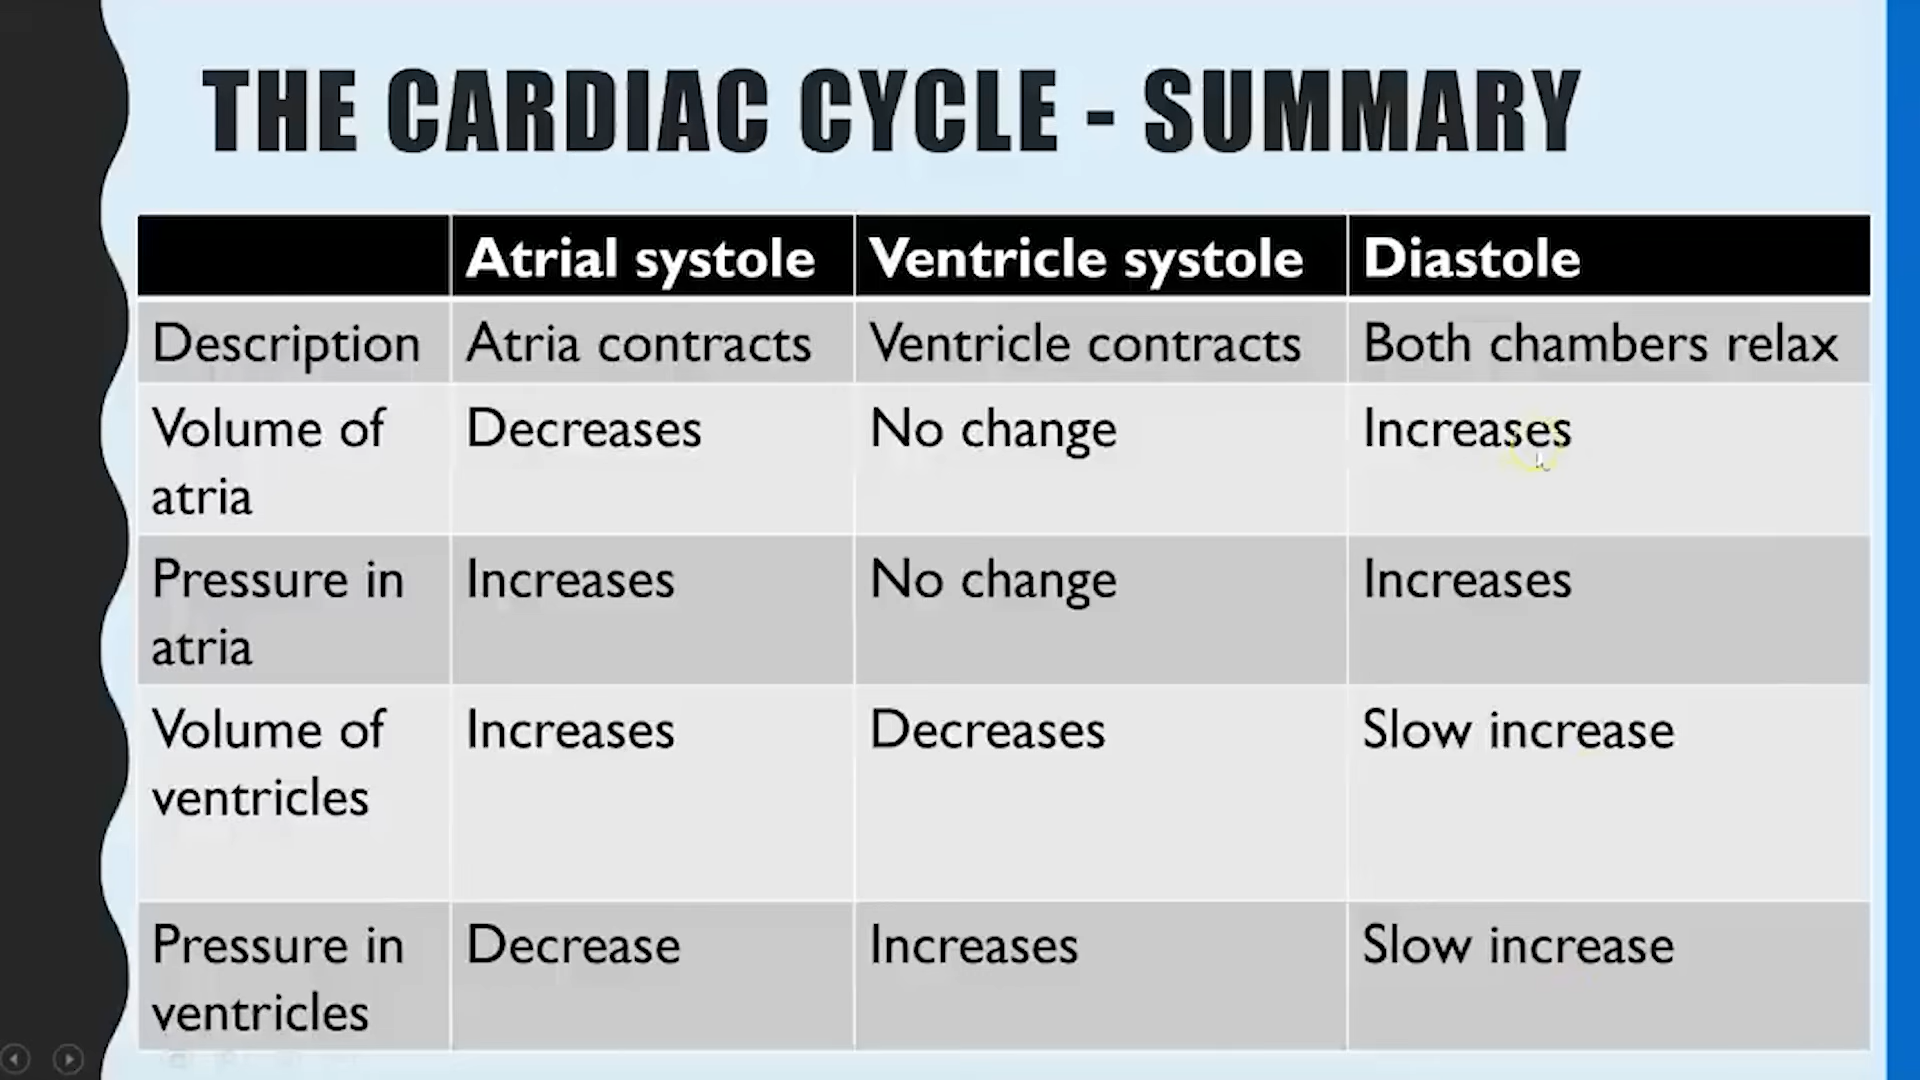 THE CARDIAC CYCLE - SUMMARY
Atrial systole Ventricle systole Diastole
Description Atria contracts Ventricle contracts Both chambers relax
Volume of atria Decreases No change Increases
Pressure in atria Increases No change Increases
Volume of ventricles Increases Decreases Slow increase
Pressure in ventricles Decrease Increases Slow increase